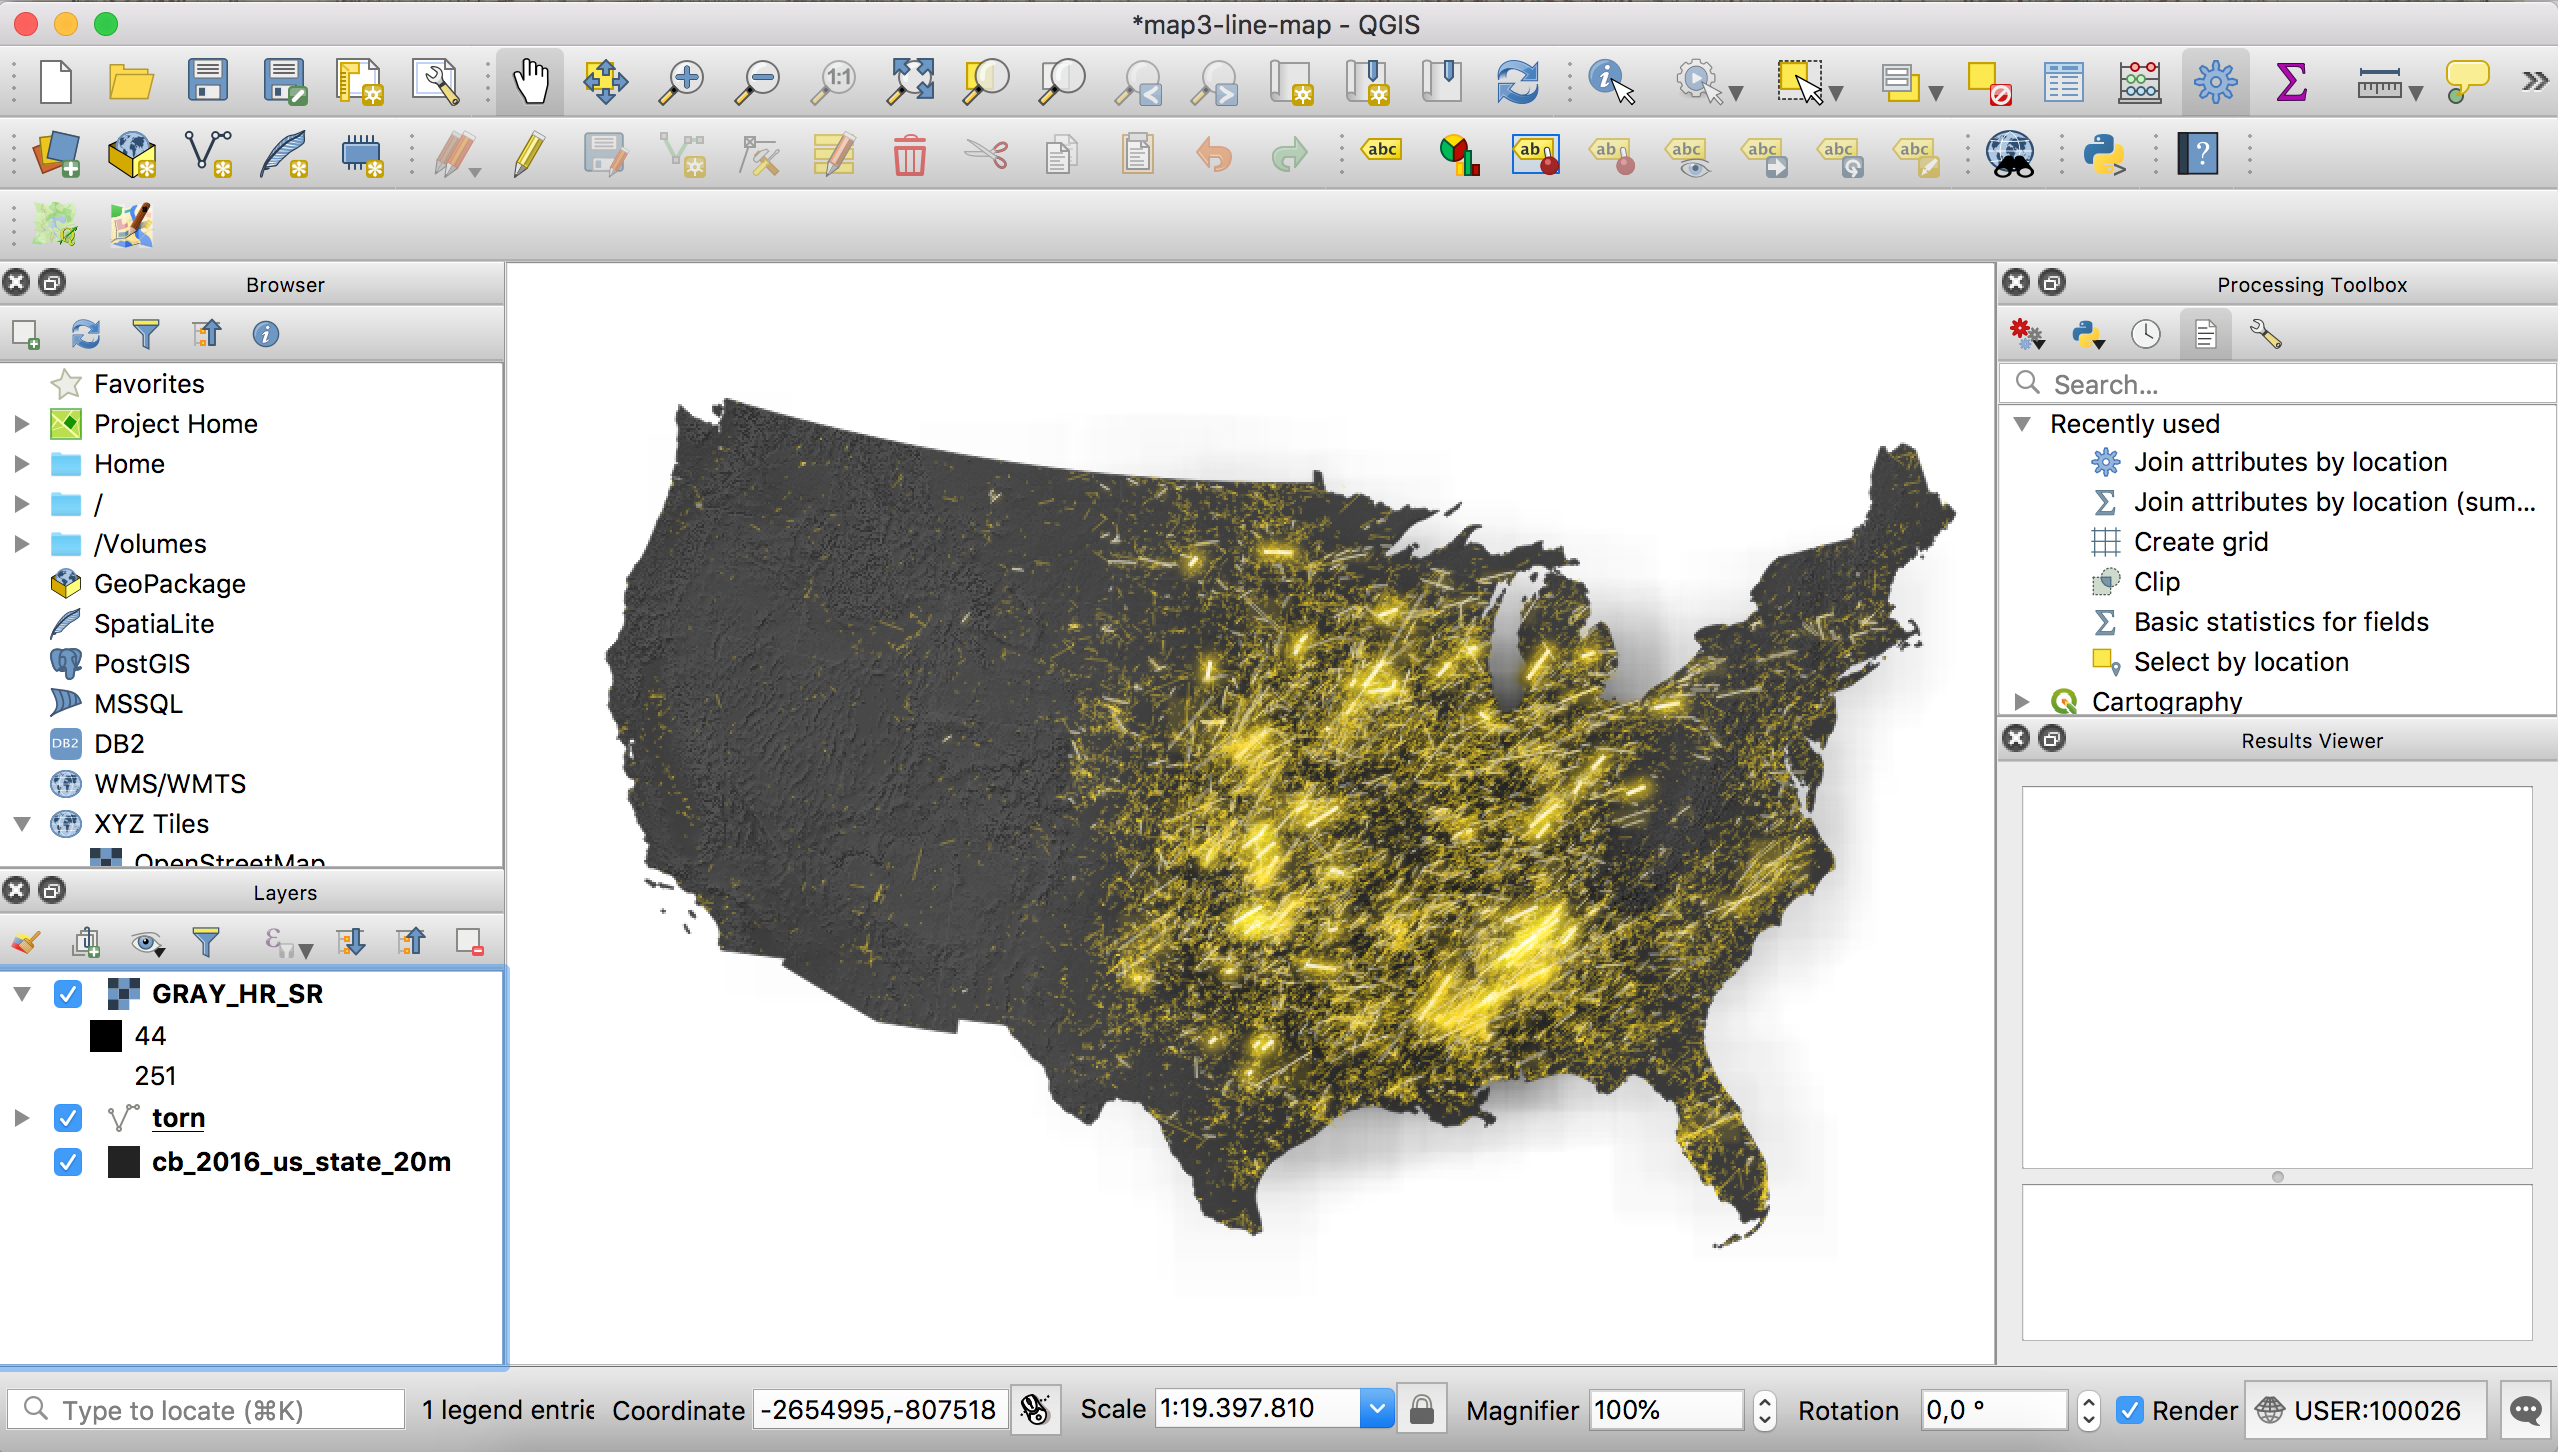 *map3-line-map - QGIS
1:1
abc
ab
ab
abc
abc
abc
abc
?
Browser
Favorites
Project Home
Home
/
/Volumes
GeoPackage
SpatiaLite
PostGIS
MSSQL
DB2 DB2
WMS/WMTS
XYZ Tiles
OpenStreetMap
Layers
GRAY_HR_SR
44
251
torn
cb_2016_us_state_20m
Processing Toolbox
Search...
Recently used
Join attributes by location
Join attributes by location (sum...
Create grid
Clip
Basic statistics for fields
Select by location
Cartography
Results Viewer
Type to locate (⌘K) 1 legend entrie Coordinate -2654995,-807518 Scale 1:19.397.810 Magnifier 100% Rotation 0,0 ° Render USER:100026